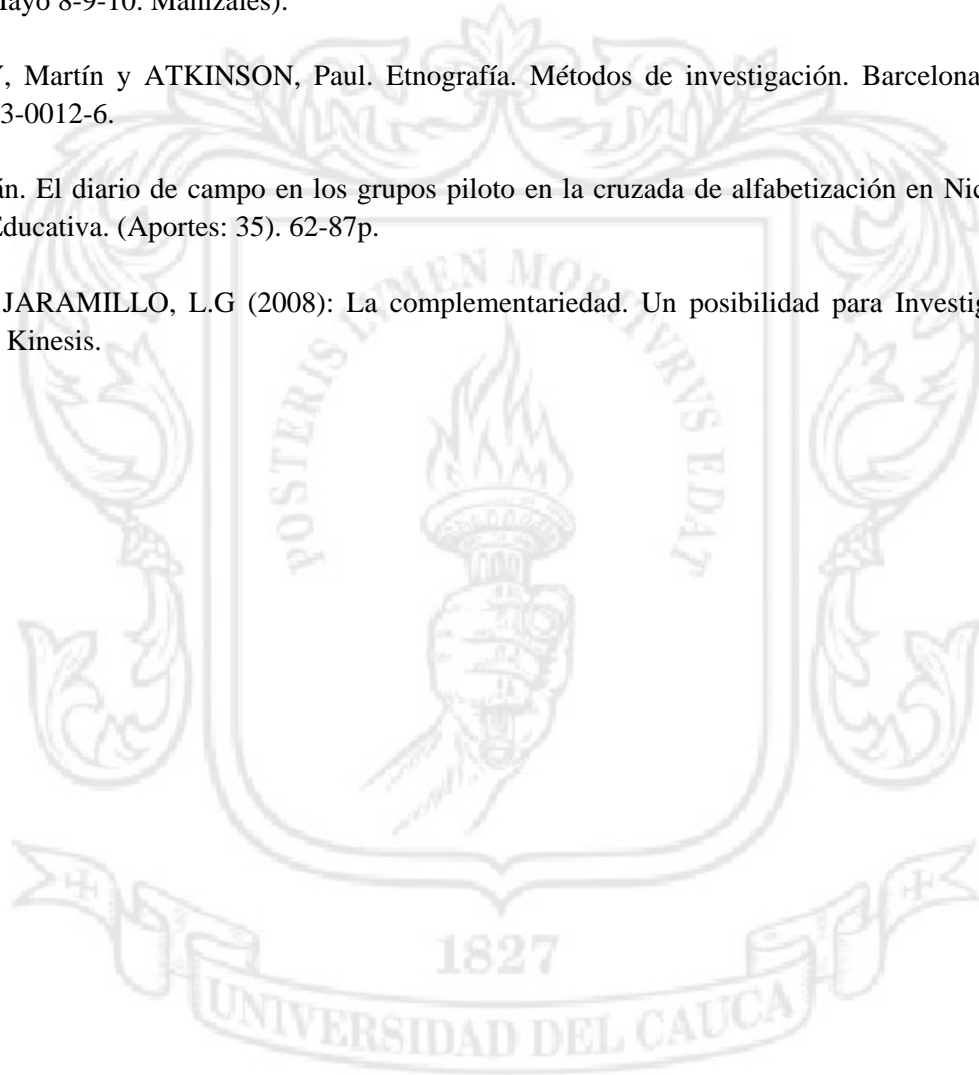 ayo 8-9-10. Manizales).
Y, Martín y ATKINSON, Paul. Etnografía. Métodos de investigación. Barcelona
3-0012-6.
án. El diario de campo en los grupos piloto en la cruzada de alfabetización en Nic
Educativa. (Aportes: 35). 62-87p.
JARAMILLO, L.G (2008): La complementariedad. Un posibilidad para Investig
Kinesis.
POSTERIS LVMEN MORITVRVS EDAT
1827
UNIVERSIDAD DEL CAUCA